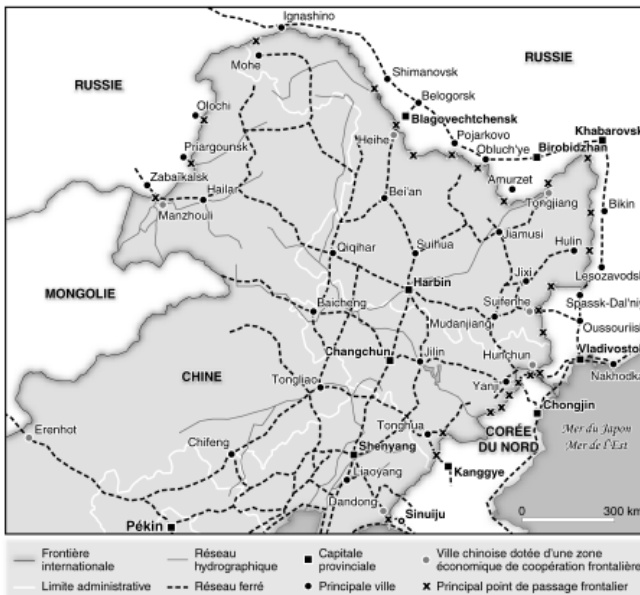 Ignashino
Mohe
RUSSIE
RUSSIE
Shimanovsk
Belogorsk
Olochi
Blagovechtchensk
Khabarovsk
Heihe
Pojarkovo
Birobidzhan
Priargounsk
Obluch'ye
Zabaïkalsk
Hailar
Amurzet
Bei'an
Manzhouli
Tongjiang
Bikin
Jiamusi
Hulin
Qiqihar
Suihua
Jixi
Lesozavodsk
MONGOLIE
Harbin
Baicheng
Suifenhe
Spassk-Dal'niy
Mudanjiang
Oussouriisk
Changchun
Jilin
Hunchun
Vladivostok
CHINE
Tongliao
Yanji
Nakhodka
Chongjin
Erenhot
Tonghua
CORÉE
DU NORD
Mer du Japon
Mer de l'Est
Chifeng
Shenyang
Kanggye
Liaoyang
Dandong
Sinuiju
Pékin
0 300 km
Frontière internationale
Réseau hydrographique
Capitale provinciale
Ville chinoise dotée d'une zone économique de coopération frontalière
Limite administrative
Réseau ferré
Principale ville
Principal point de passage frontalier